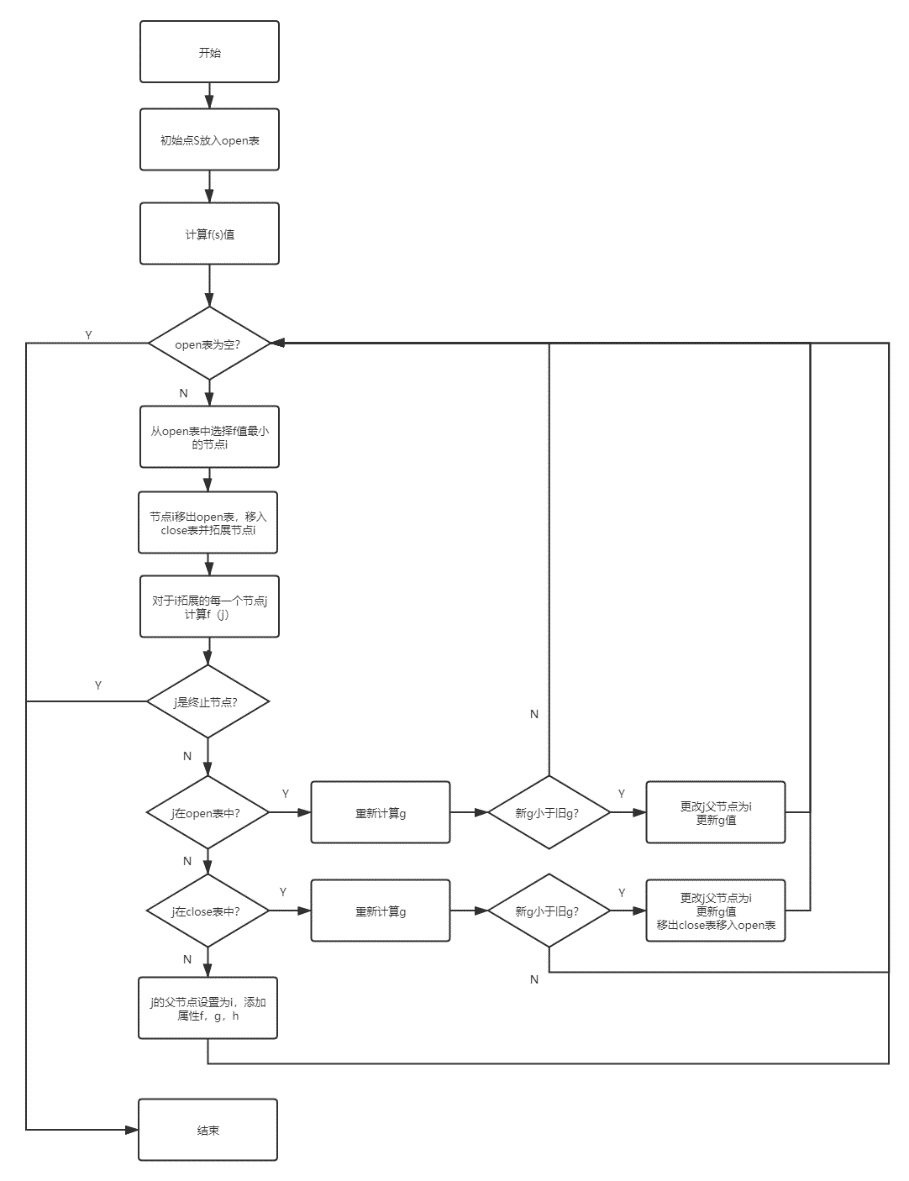 开始
初始点S放入open表
计算f(s)值
Y
open表为空?
N
从open表中选择f值最小
的节点i
节点i移出open表，移入
close表并拓展节点i
对于i拓展的每一个节点j
计算f（j）
Y
j是终止节点?
N
N
j在open表中?
Y
重新计算g
新g小于旧g?
Y
更改j父节点为i
更新g值
N
j在close表中?
Y
重新计算g
新g小于旧g?
Y
更改j父节点为i
更新g值
移出close表移入open表
N
N
j的父节点设置为i，添加
属性f，g，h
结束